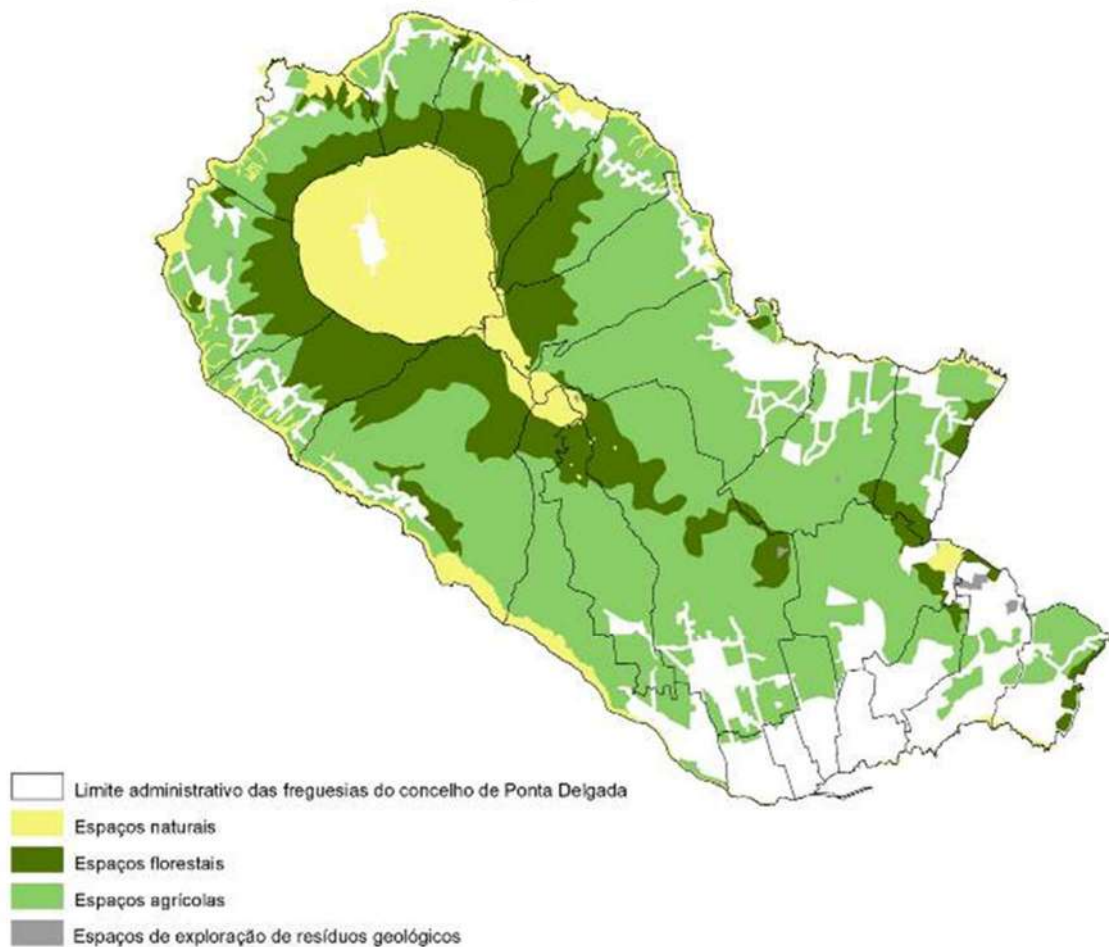 Limite administrativo das freguesias do concelho de Ponta Delgada
Espaços naturais
Espaços florestais
Espaços agrícolas
Espaços de exploração de resíduos geológicos